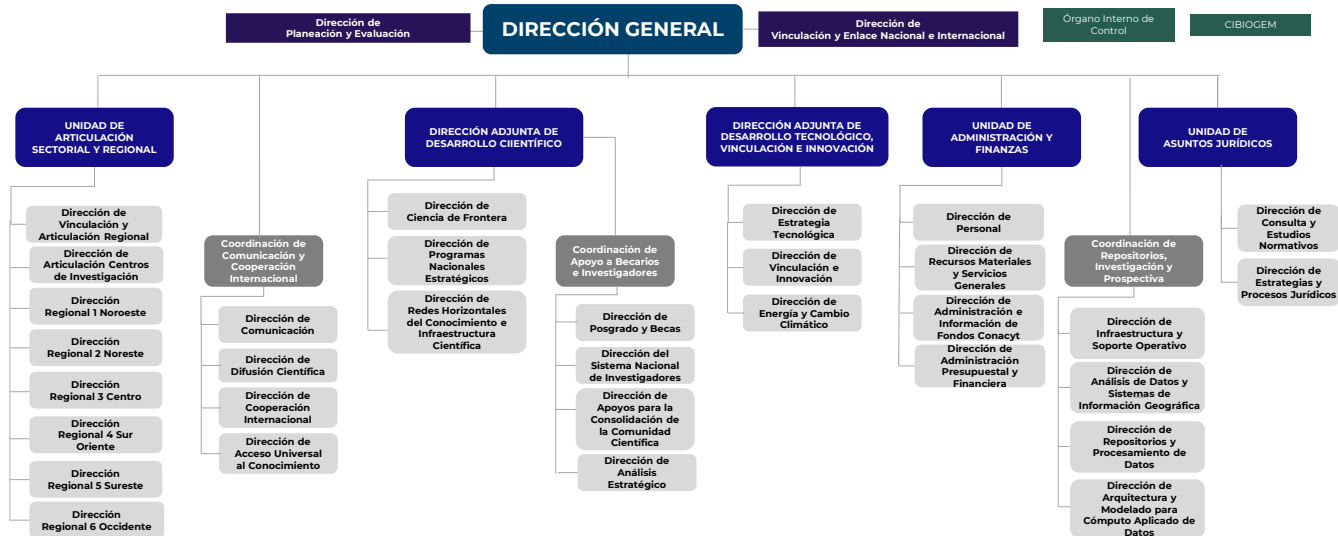 Dirección de
Planeación y Evaluación
DIRECCIÓN GENERAL
Dirección de
Vinculación y Enlace Nacional e Internacional
Órgano Interno de
Control
CIBIOGEM
UNIDAD DE
ARTICULACIÓN
SECTORIAL Y REGIONAL
DIRECCIÓN ADJUNTA DE
DESARROLLO CIIENTÍFICO
DIRECCIÓN ADJUNTA DE
DESARROLLO TECNOLÓGICO,
VINCULACIÓN E INNOVACIÓN
UNIDAD DE
ADMINISTRACIÓN Y
FINANZAS
UNIDAD DE
ASUNTOS JURÍDICOS
Dirección de
Vinculación y
Articulación Regional
Dirección de
Articulación Centros
de Investigación
Dirección
Regional 1 Noroeste
Dirección
Regional 2 Noreste
Dirección
Regional 3 Centro
Dirección
Regional 4 Sur
Oriente
Dirección
Regional 5 Sureste
Dirección
Regional 6 Occidente
Coordinación de
Comunicación y
Cooperación
Internacional
Dirección de
Comunicación
Dirección de
Difusión Científica
Dirección de
Cooperación
Internacional
Dirección de
Acceso Universal
al Conocimiento
Dirección de
Ciencia de Frontera
Dirección de
Programas
Nacionales
Estratégicos
Dirección de
Redes Horizontales
del Conocimiento e
Infraestructura
Científica
Coordinación de
Apoyo a Becarios
e Investigadores
Dirección de
Posgrado y Becas
Dirección del
Sistema Nacional
de Investigadores
Dirección de
Apoyos para la
Consolidación de
la Comunidad
Científica
Dirección de
Análisis
Estratégico
Dirección de
Estrategia
Tecnológica
Dirección de
Vinculación e
Innovación
Dirección de
Energía y Cambio
Climático
Dirección de
Personal
Dirección de
Recursos Materiales
y Servicios
Generales
Dirección de
Administración e
Información de
Fondos Conacyt
Dirección de
Administración
Presupuestal y
Financiera
Coordinación de
Repositorios,
Investigación y
Prospectiva
Dirección de
Infraestructura y
Soporte Operativo
Dirección de
Análisis de Datos y
Sistemas de
Información Geográfica
Dirección de
Repositorios y
Procesamiento de
Datos
Dirección de
Arquitectura y
Modelado para
Cómputo Aplicado de
Datos
Dirección de
Consulta y
Estudios
Normativos
Dirección de
Estrategias y
Procesos Jurídicos